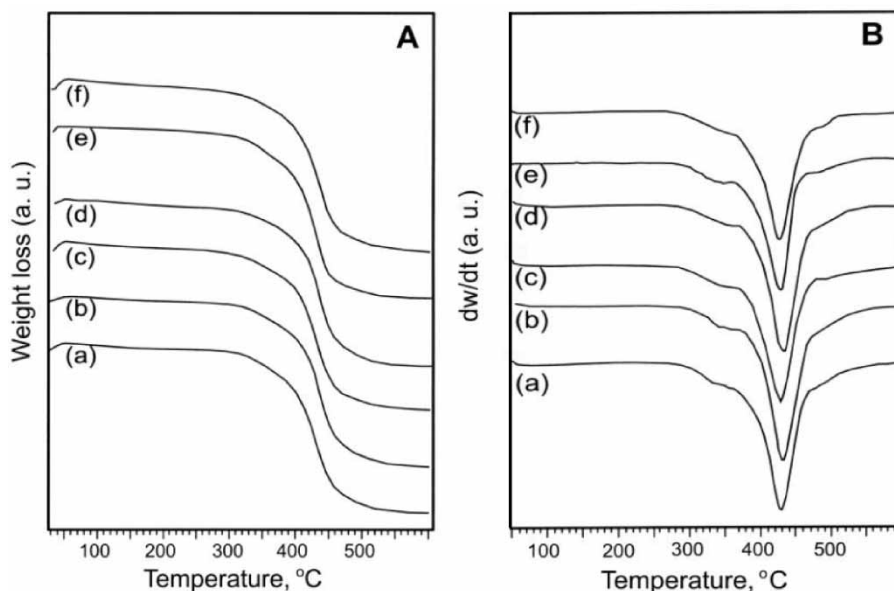 A
(f)
(e)
(d)
(c)
(b)
(a)
Weight loss (a. u.)
100 200 300 400 500
Temperature, °C
B
(f)
(e)
(d)
(c)
(b)
(a)
dw/dt (a. u.)
100 200 300 400 500
Temperature, °C